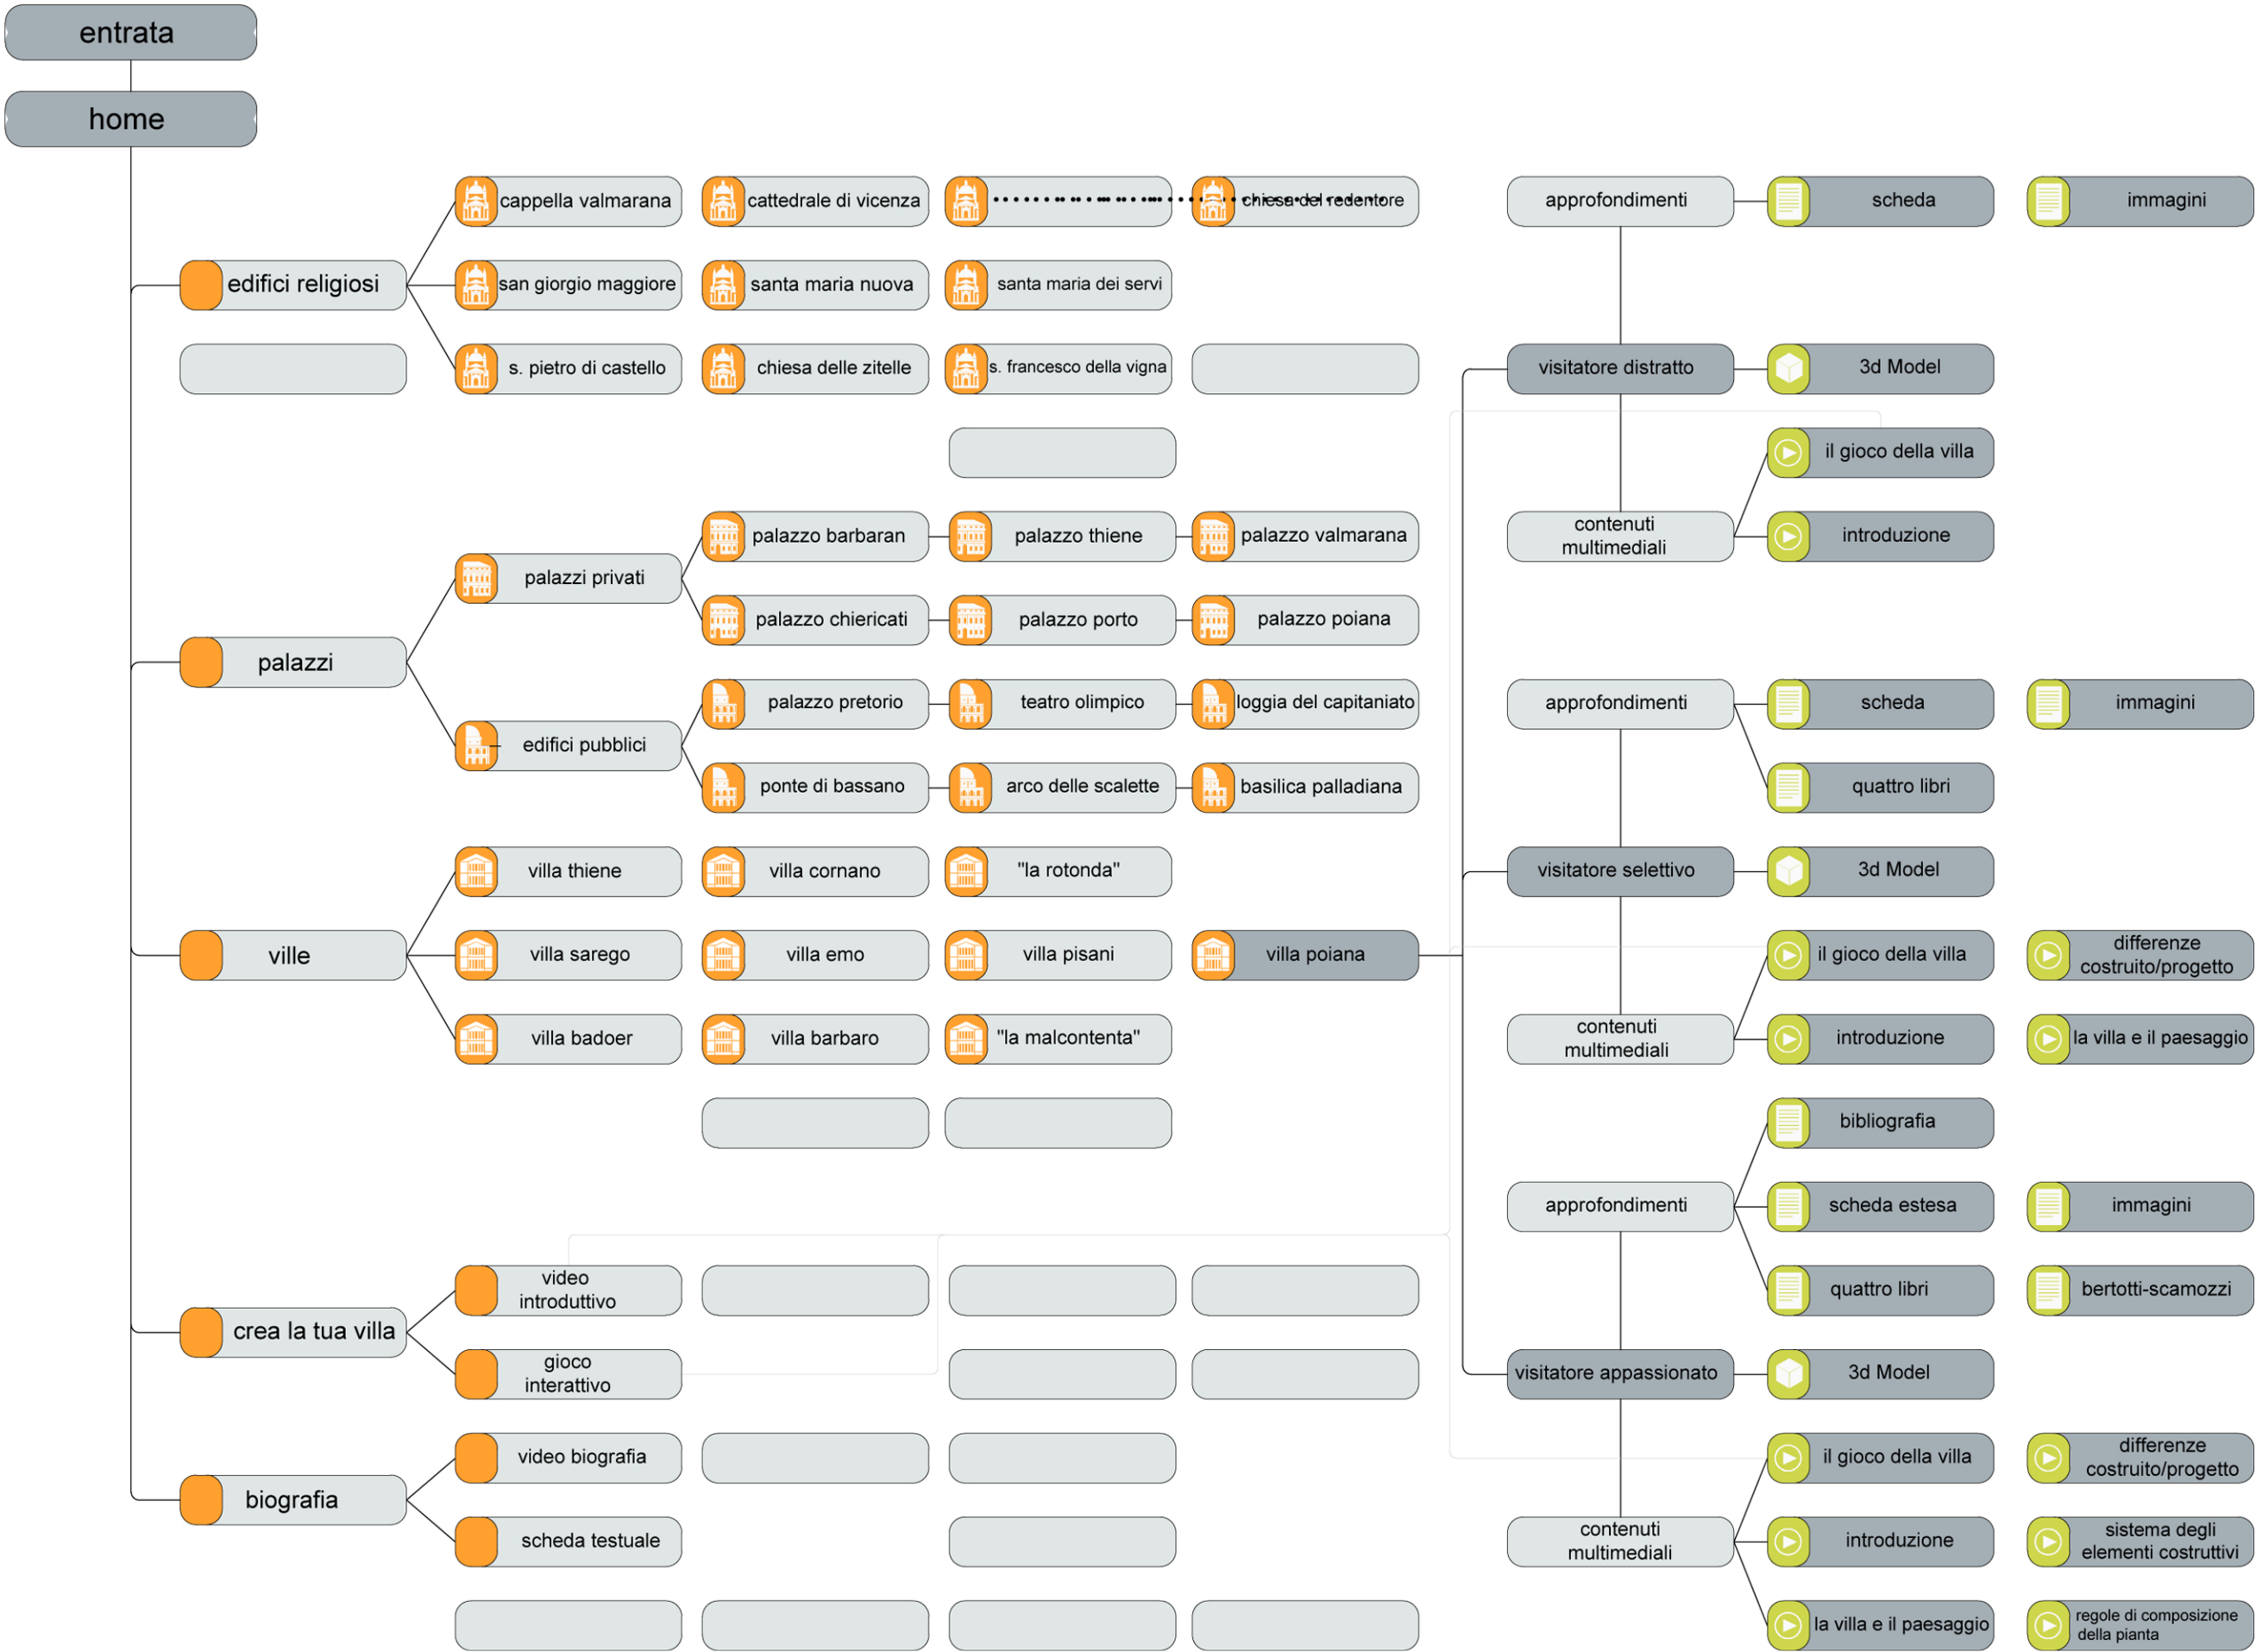 entrata
home
edifici religiosi
cappella valmarana
cattedrale di vicenza
chiesa del redentore
san giorgio maggiore
santa maria nuova
santa maria dei servi
s. pietro di castello
chiesa delle zitelle
s. francesco della vigna
palazzi
palazzi privati
palazzo barbaran
palazzo thiene
palazzo valmarana
palazzo chiericati
palazzo porto
palazzo poiana
edifici pubblici
palazzo pretorio
teatro olimpico
loggia del capitaniato
ponte di bassano
arco delle scalette
basilica palladiana
ville
villa thiene
villa cornano
"la rotonda"
villa sarego
villa emo
villa pisani
villa poiana
villa badoer
villa barbaro
"la malcontenta"
crea la tua villa
video
introduttivo
gioco
interattivo
biografia
video biografia
scheda testuale
approfondimenti
scheda
immagini
visitatore distratto
3d Model
il gioco della villa
contenuti
multimediali
introduzione
approfondimenti
scheda
immagini
quattro libri
visitatore selettivo
3d Model
il gioco della villa
differenze
costruito/progetto
contenuti
multimediali
introduzione
la villa e il paesaggio
bibliografia
approfondimenti
scheda estesa
immagini
quattro libri
bertotti-scamozzi
visitatore appassionato
3d Model
il gioco della villa
differenze
costruito/progetto
contenuti
multimediali
introduzione
sistema degli
elementi costruttivi
la villa e il paesaggio
regole di composizione
della pianta